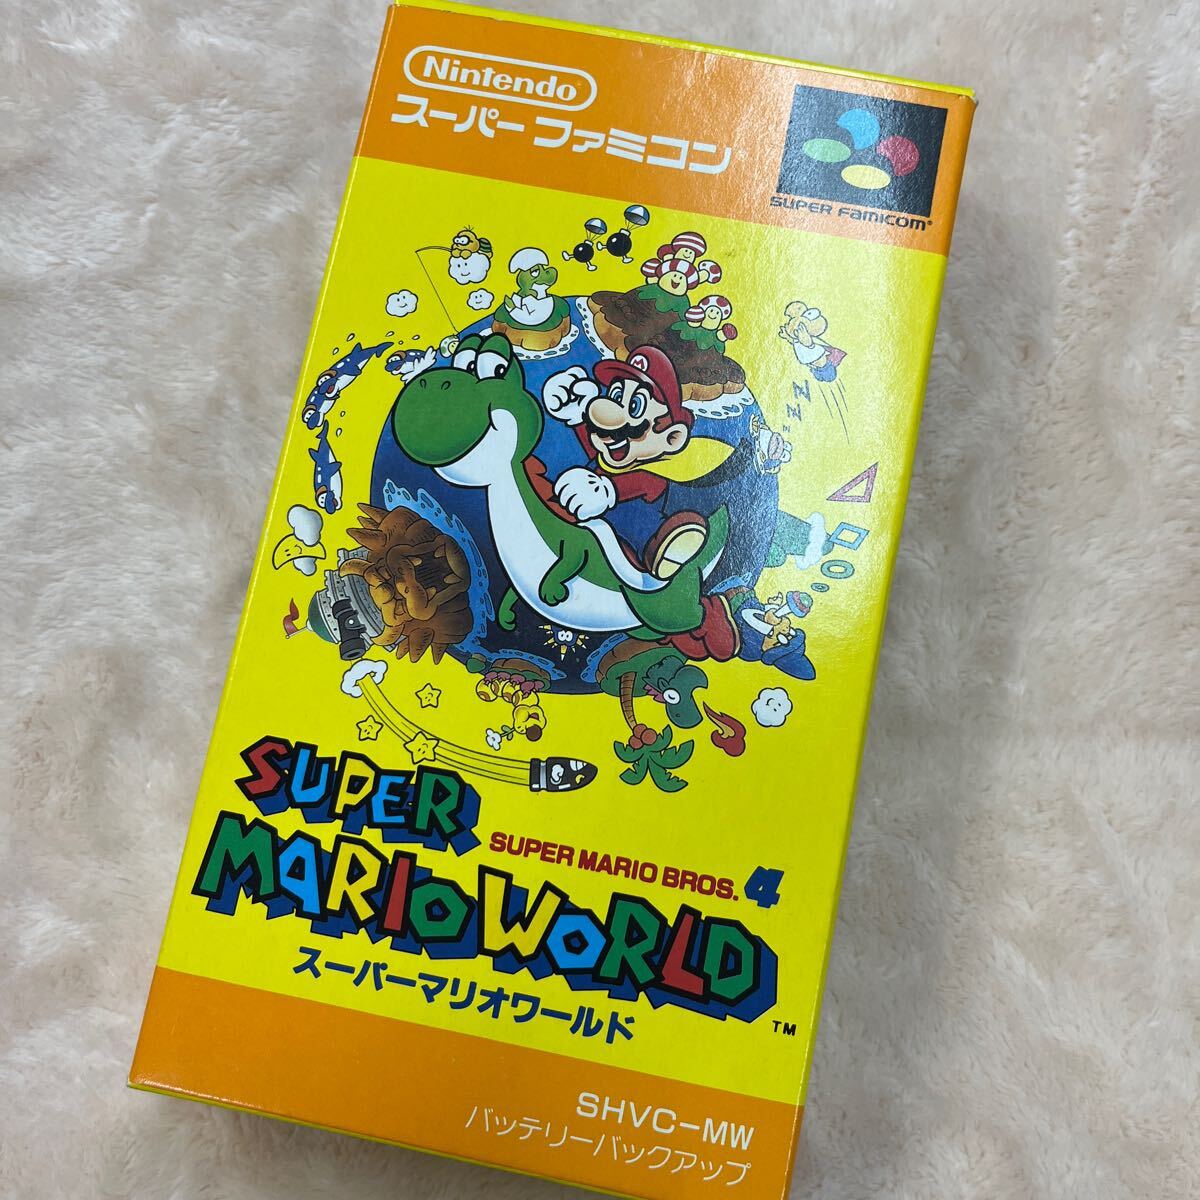 Nintendo
スーパーファミコン
SUPER FAMICOM
M
zzZZ
SUPER
MARIO WORLD
SUPER MARIO BROS. 4
スーパーマリオワールド
TM
SHVC-MW
バッテリーバックアップ